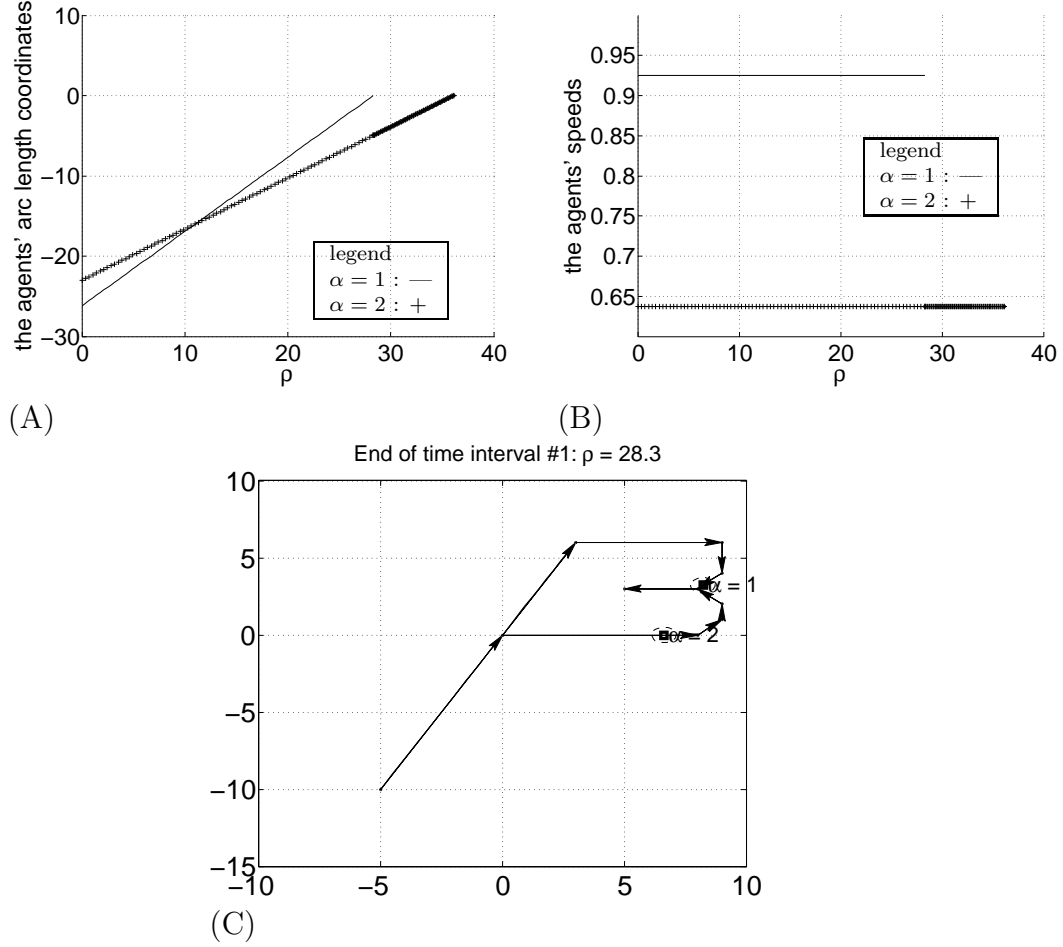 the agents' arc length coordinates
10
0
−10
−20
−30
0
10
20
30
40
ρ
legend
α = 1 : —
α = 2 : +
(A)
the agents' speeds
0.95
0.9
0.85
0.8
0.75
0.7
0.65
0
10
20
30
40
ρ
legend
α = 1 : —
α = 2 : +
(B)
End of time interval #1: ρ = 28.3
10
5
0
−5
−10
−15
−10
−5
0
5
10
α = 1
α = 2
(C)